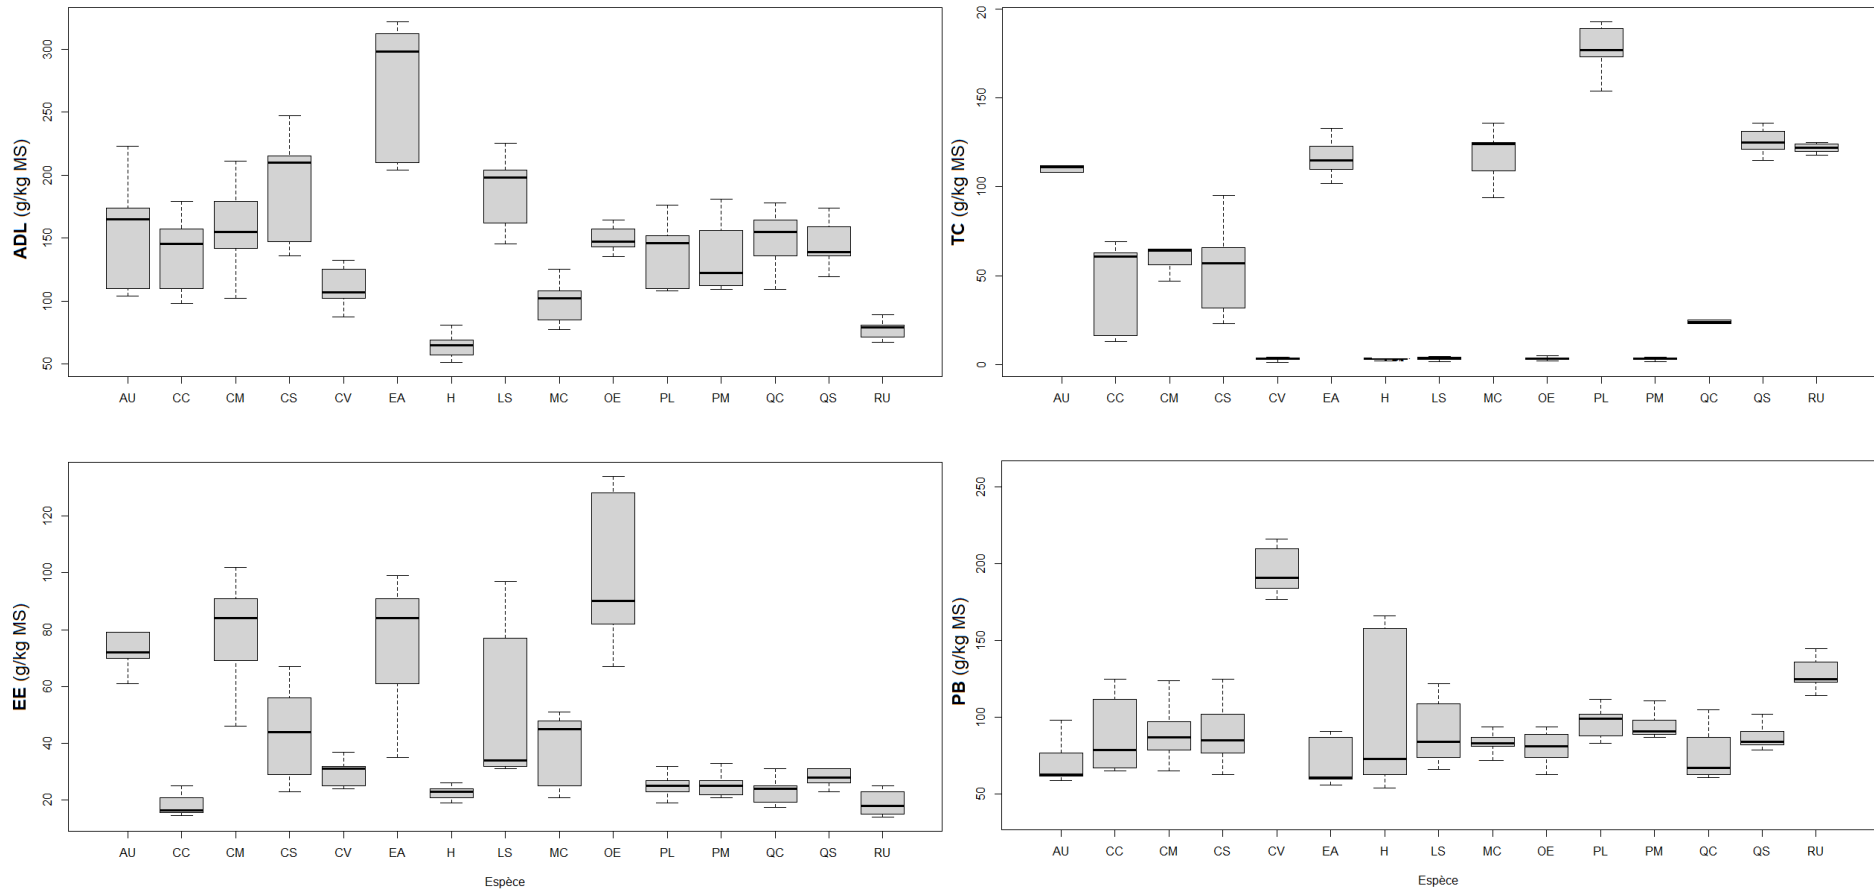 ADL (g/kg MS)
300
250
200
150
100
50
AU CC CM CS CV EA H LS MC OE PL PM QC QS RU
TC (g/kg MS)
20
150
100
50
0
AU CC CM CS CV EA H LS MC OE PL PM QC QS RU
EE (g/kg MS)
120
100
80
60
40
20
AU CC CM CS CV EA H LS MC OE PL PM QC QS RU
Espèce
PB (g/kg MS)
250
200
150
100
50
AU CC CM CS CV EA H LS MC OE PL PM QC QS RU
Espèce